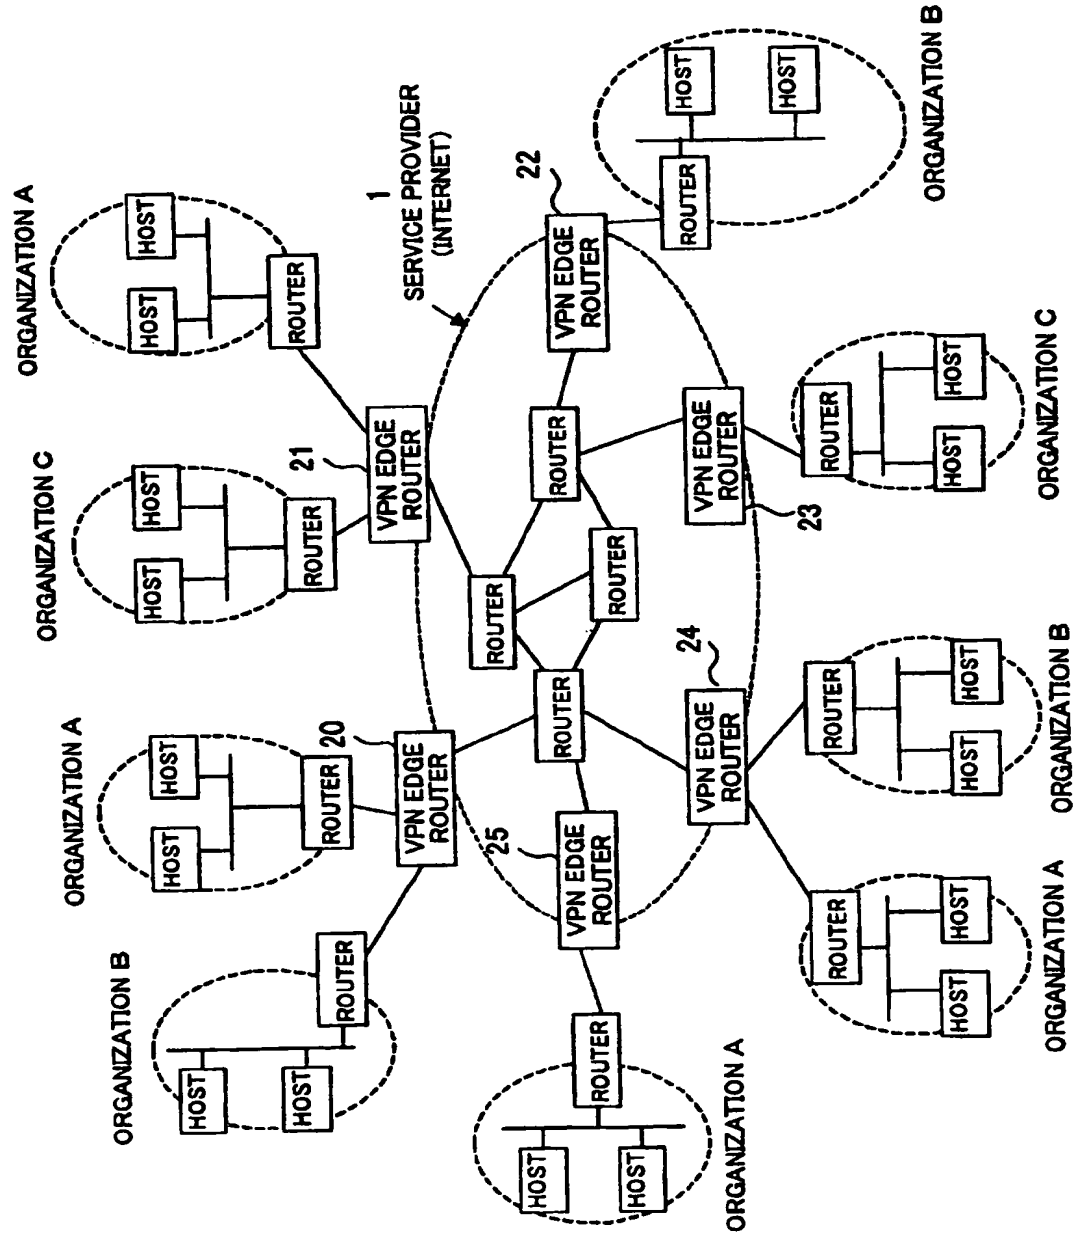 ORGANIZATION B
HOST
HOST
ROUTER
ORGANIZATION A
HOST
HOST
ROUTER
ORGANIZATION C
HOST
HOST
ROUTER
ORGANIZATION A
HOST
HOST
ROUTER
20
VPN EDGE
ROUTER
21
VPN EDGE
ROUTER
1
SERVICE PROVIDER
(INTERNET)
HOST
HOST
ROUTER
ORGANIZATION A
25
VPN EDGE
ROUTER
ROUTER
ROUTER
ROUTER
ROUTER
22
VPN EDGE
ROUTER
ROUTER
HOST
HOST
ORGANIZATION B
24
VPN EDGE
ROUTER
VPN EDGE
ROUTER
23
ROUTER
HOST
HOST
ORGANIZATION A
ROUTER
HOST
HOST
ORGANIZATION B
ROUTER
HOST
HOST
ORGANIZATION C